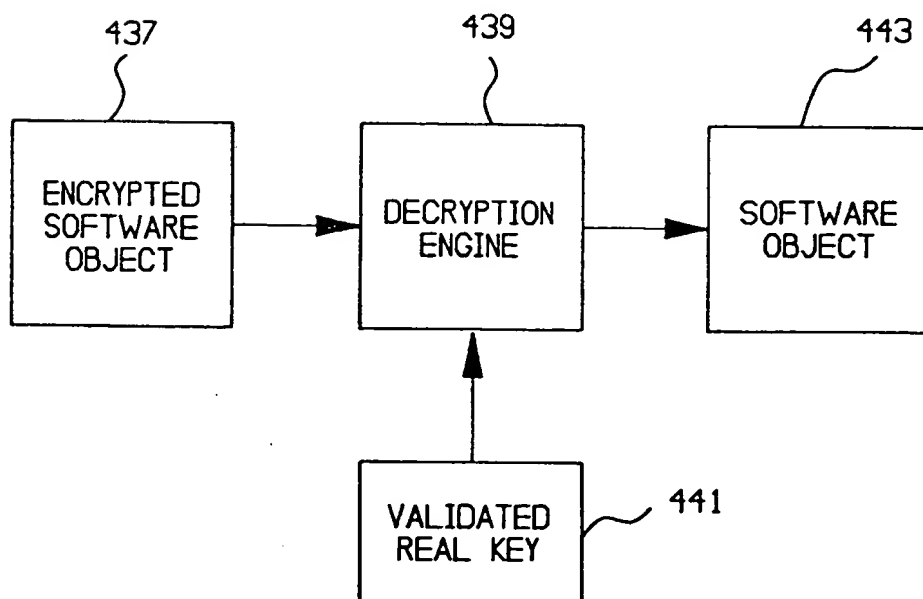 437
439
443
ENCRYPTED
SOFTWARE
OBJECT
DECRYPTION
ENGINE
SOFTWARE
OBJECT
VALIDATED
REAL KEY
441